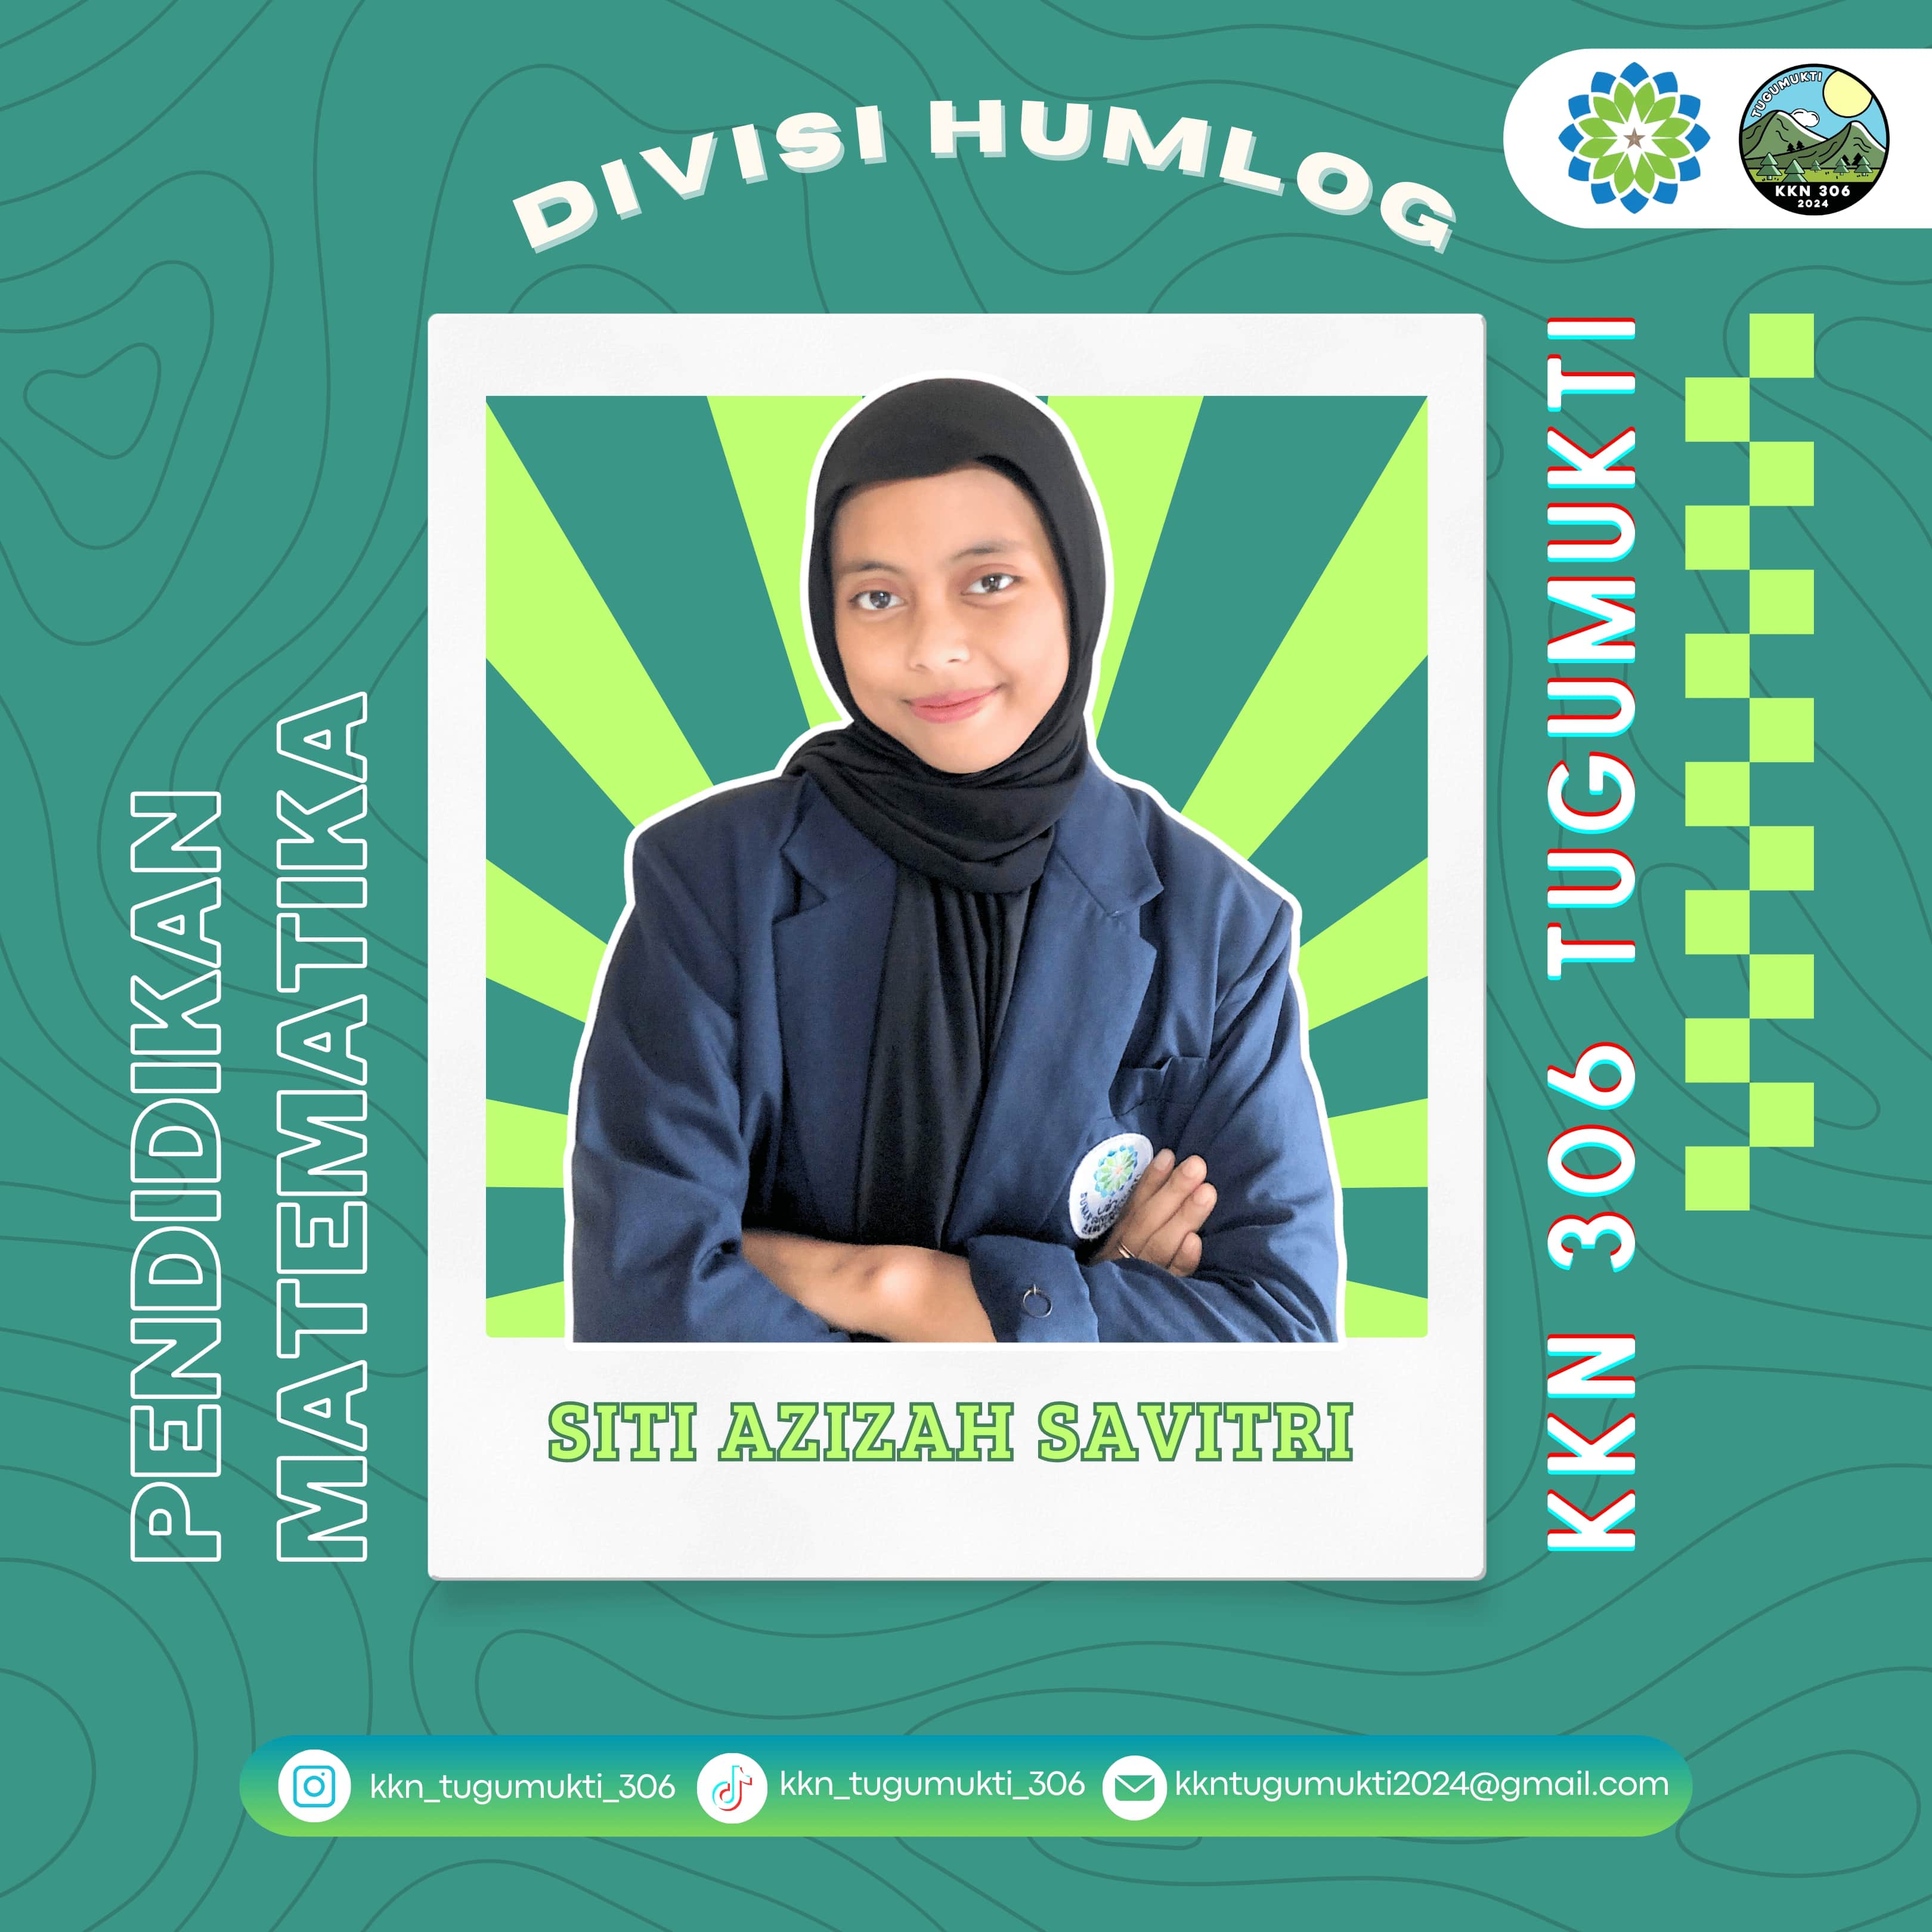 DIVISI HUMLOG
TUGUMUKTI
KKN 306
2024
PENDIDIKAN
MATEMATIKA
KKN 306 TUGUMUKTI
SITI AZIZAH SAVITRI
kkn_tugumukti_306
kkn_tugumukti_306
kkntugumukti2024@gmail.com